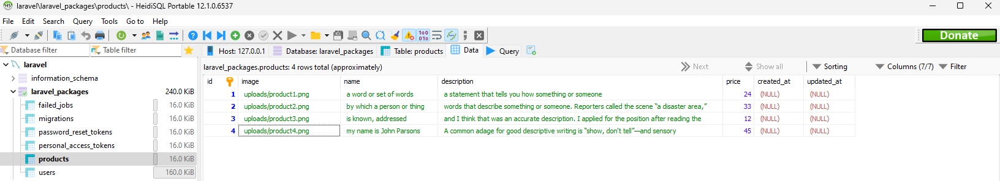 laravel\laravel_packages\products\ - HeidiSQL Portable 12.1.0.6537
File Edit Search Query Tools Go to Help
Donate
Database filter Table filter
Host: 127.0.0.1 Database: laravel_packages Table: products Data Query
laravel_packages.products: 4 rows total (approximately) Next Show all Sorting Columns (7/7) Filter
laravel
information_schema
laravel_packages 240.0 KiB
failed_jobs 16.0 KiB
migrations 16.0 KiB
password_reset_tokens 16.0 KiB
personal_access_tokens 16.0 KiB
products 16.0 KiB
users 160.0 KiB
id image name description price created_at updated_at
1 uploads/product1.png a word or set of words a statement that tells you how something or someone 24 (NULL) (NULL)
2 uploads/product2.png by which a person or thing words that describe something or someone. Reporters called the scene “a disaster area,” 33 (NULL) (NULL)
3 uploads/product3.png is known, addressed and I think that was an accurate description. I applied for the position after reading the 12 (NULL) (NULL)
4 uploads/product4.png my name is John Parsons A common adage for good descriptive writing is “show, don't tell”—and sensory 45 (NULL) (NULL)